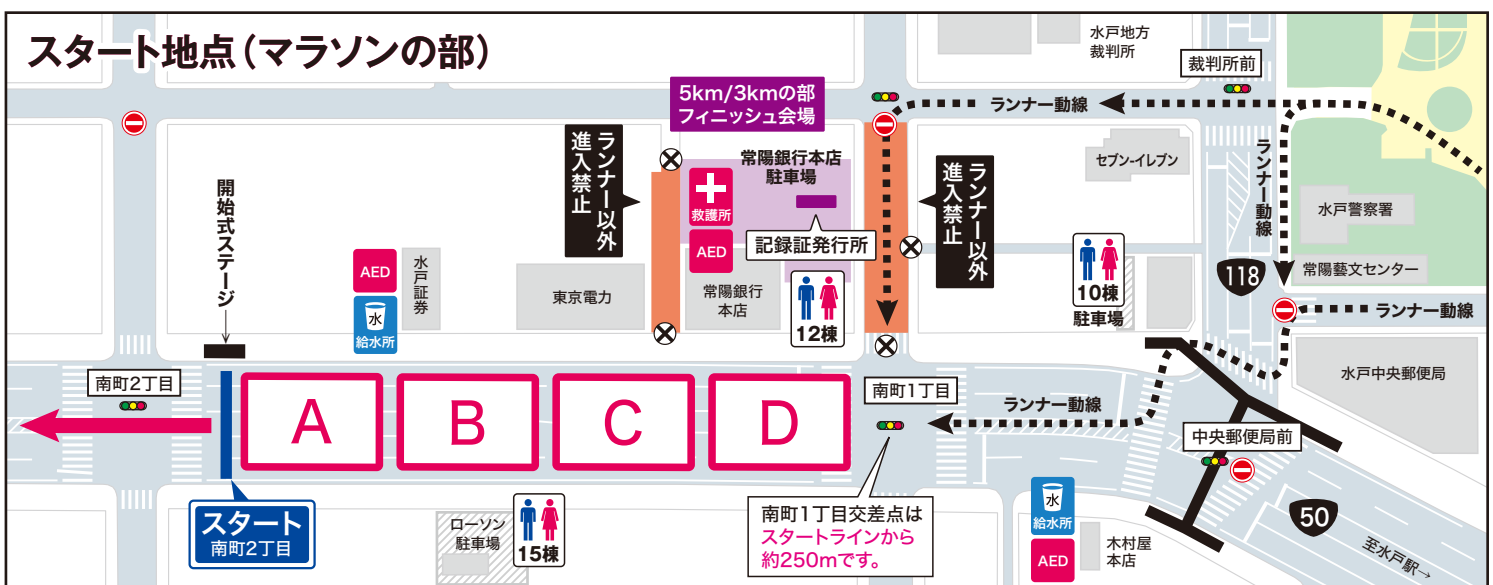 スタート地点(マラソンの部)
水戸地方
裁判所
裁判所前
5km/3kmの部
フィニッシュ会場
ランナー動線
ランナー以外
進入禁止
常陽銀行本店
駐車場
救護所
AED
記録証発行所
ランナー以外
進入禁止
セブン-イレブン
ランナー動線
水戸警察署
開始式ステージ
AED
水
給水所
水戸証券
東京電力
常陽銀行
本店
12棟
10棟
駐車場
118
常陽藝文センター
ランナー動線
南町2丁目
A
B
C
D
南町1丁目
ランナー動線
水戸中央郵便局
中央郵便局前
スタート
南町2丁目
ローソン
駐車場
15棟
南町1丁目交差点は
スタートラインから
約250mです。
水
給水所
AED
木村屋
本店
50
至水戸駅→